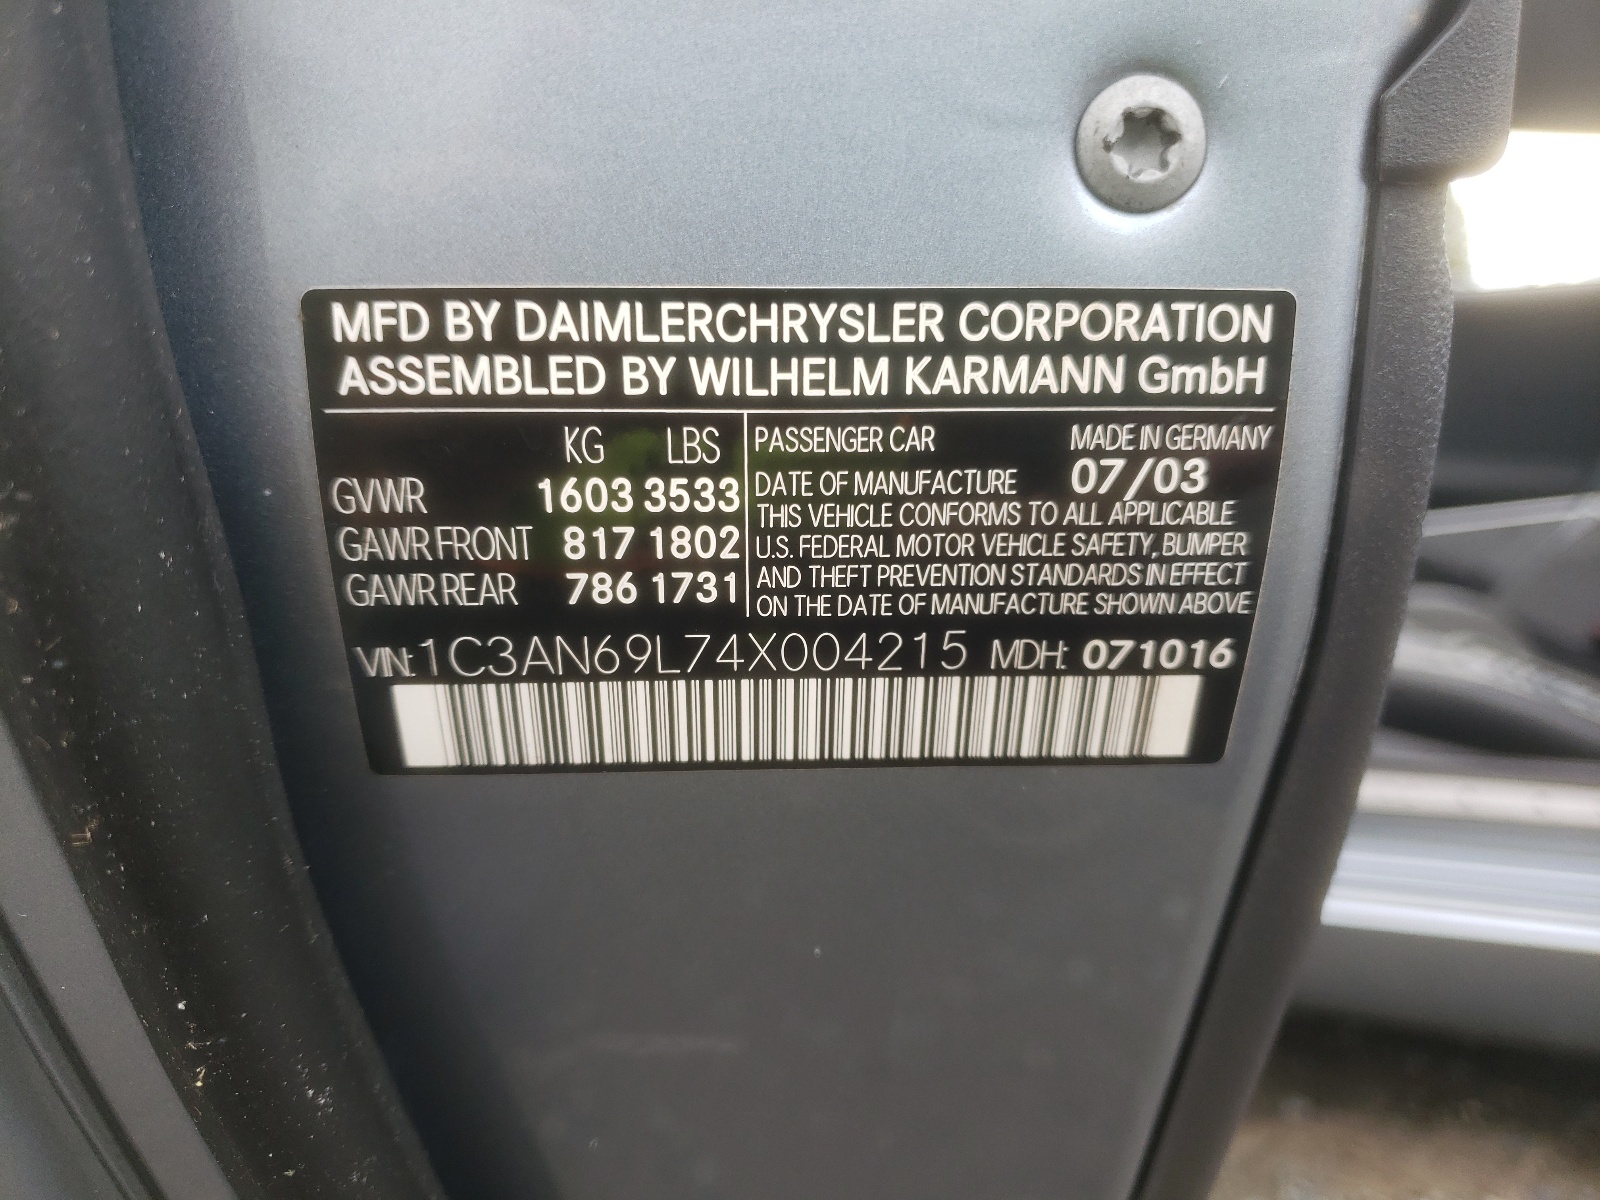 MFD BY DAIMLERCHRYSLER CORPORATION
ASSEMBLED BY WILHELM KARMANN GmbH
KG LBS
GVWR 1603 3533
GAWR FRONT 817 1802
GAWR REAR 786 1731
PASSENGER CAR MADE IN GERMANY
DATE OF MANUFACTURE 07/03
THIS VEHICLE CONFORMS TO ALL APPLICABLE
U.S. FEDERAL MOTOR VEHICLE SAFETY, BUMPER
AND THEFT PREVENTION STANDARDS IN EFFECT
ON THE DATE OF MANUFACTURE SHOWN ABOVE
VIN: 1C3AN69L74X004215 MDH: 071016